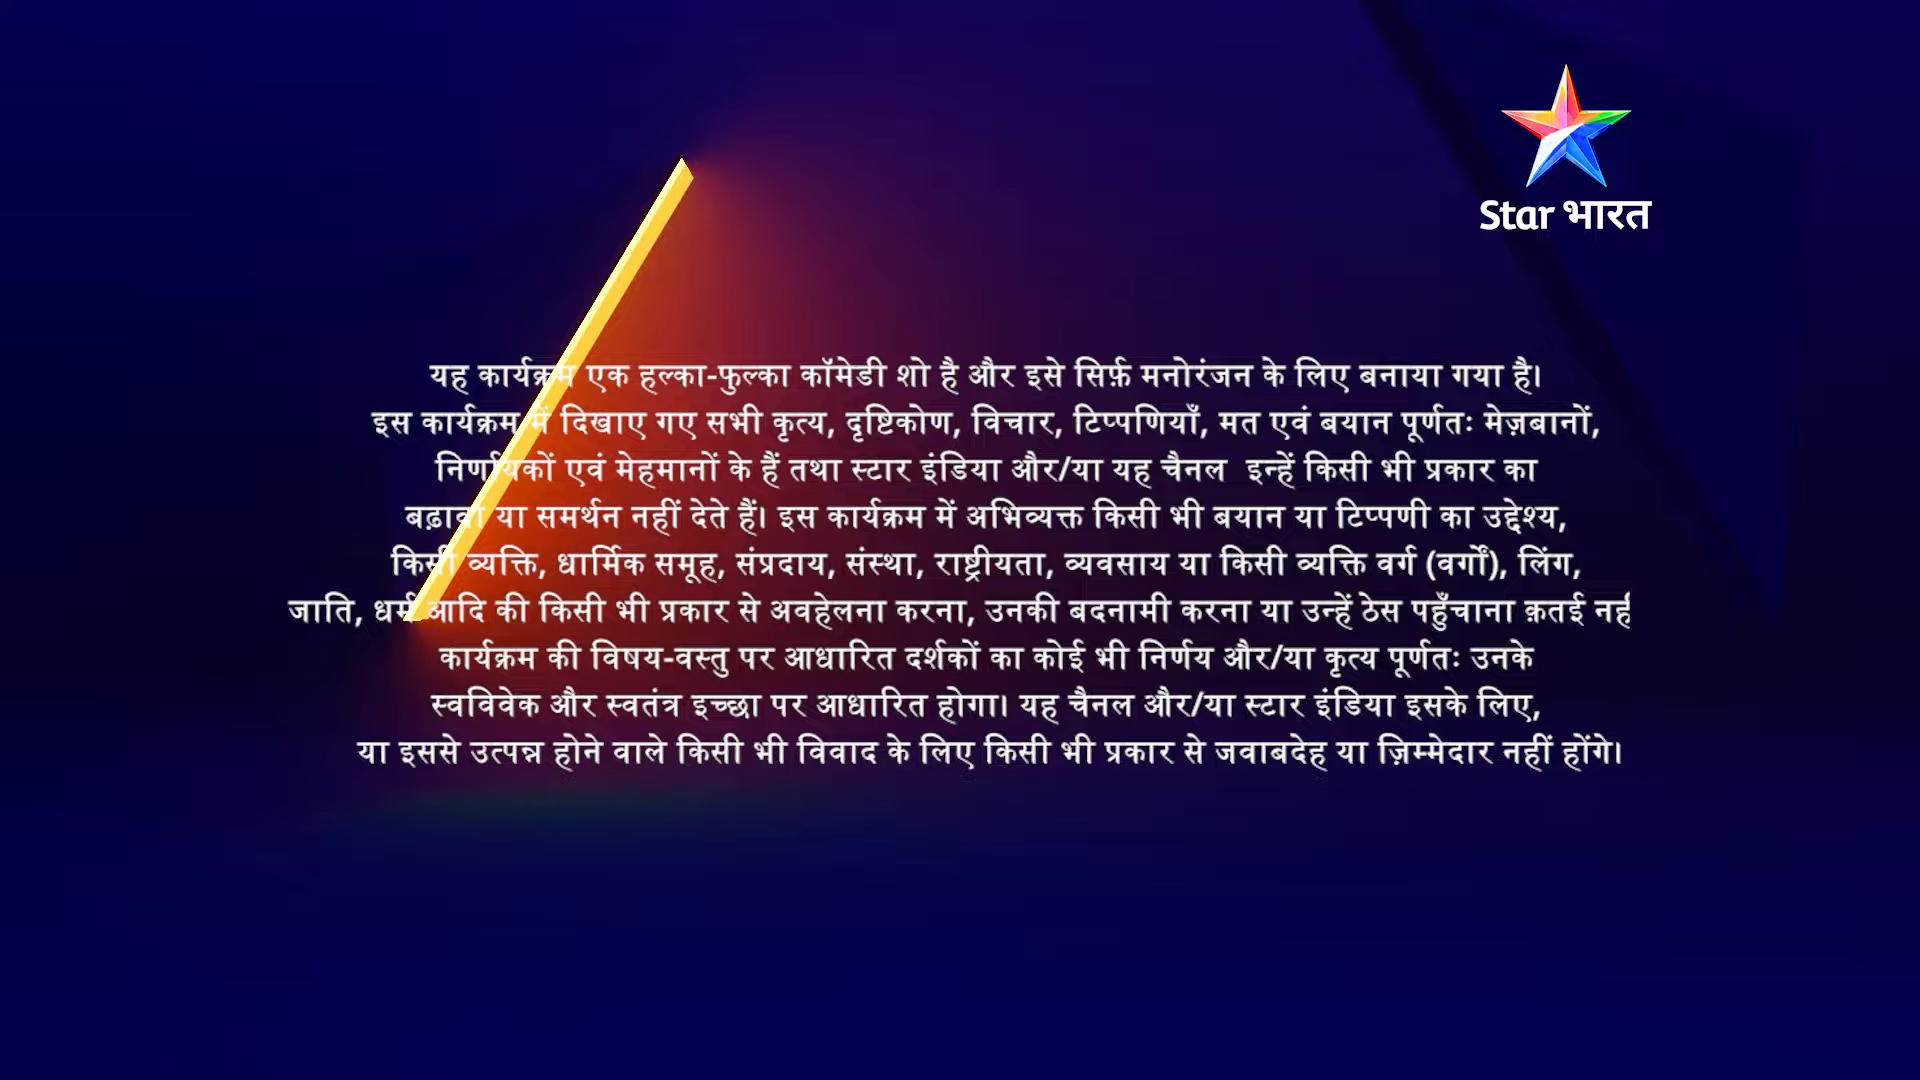 Star भारत
यह कार्यक्रम एक हल्का-फुल्का कॉमेडी शो है और इसे सिर्फ़ मनोरंजन के लिए बनाया गया है।
इस कार्यक्रम में दिखाए गए सभी कृत्य, दृष्टिकोण, विचार, टिप्पणियाँ, मत एवं बयान पूर्णतः मेज़बानों,
निर्णायकों एवं मेहमानों के हैं तथा स्टार इंडिया और/या यह चैनल इन्हें किसी भी प्रकार का
बढ़ावा या समर्थन नहीं देते हैं। इस कार्यक्रम में अभिव्यक्त किसी भी बयान या टिप्पणी का उद्देश्य,
किसी व्यक्ति, धार्मिक समूह, संप्रदाय, संस्था, राष्ट्रीयता, व्यवसाय या किसी व्यक्ति वर्ग (वर्गों), लिंग,
जाति, धर्म आदि की किसी भी प्रकार से अवहेलना करना, उनकी बदनामी करना या उन्हें ठेस पहुँचाना क़तई
कार्यक्रम की विषय-वस्तु पर आधारित दर्शकों का कोई भी निर्णय और/या कृत्य पूर्णतः उनके
स्वविवेक और स्वतंत्र इच्छा पर आधारित होगा। यह चैनल और/या स्टार इंडिया इसके लिए,
या इससे उत्पन्न होने वाले किसी भी विवाद के लिए किसी भी प्रकार से जवाबदेह या ज़िम्मेदार नहीं होंगे।